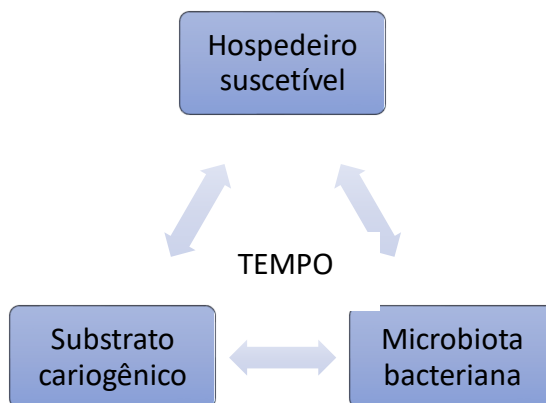 Hospedeiro
suscetível
TEMPO
Substrato
cariogênico
Microbiota
bacteriana